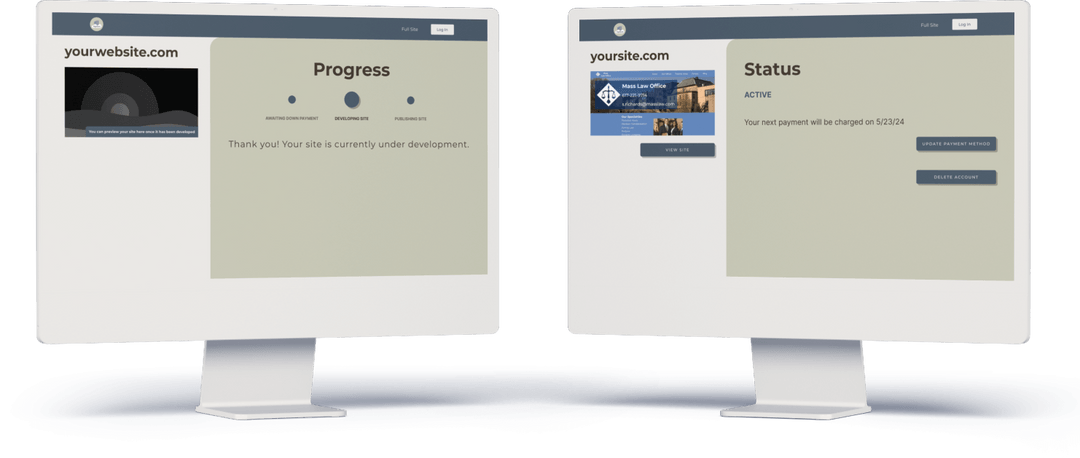 Full Site
Log In
yourwebsite.com
You can preview your site here once it has been developed
Progress
AWAITING DOWN PAYMENT
DEVELOPING SITE
PUBLISHING SITE
Thank you! Your site is currently under development.
Full Site
Log In
yoursite.com
Mass Law Office
VIEW SITE
Status
ACTIVE
Your next payment will be charged on 5/23/24
UPDATE PAYMENT METHOD
DELETE ACCOUNT